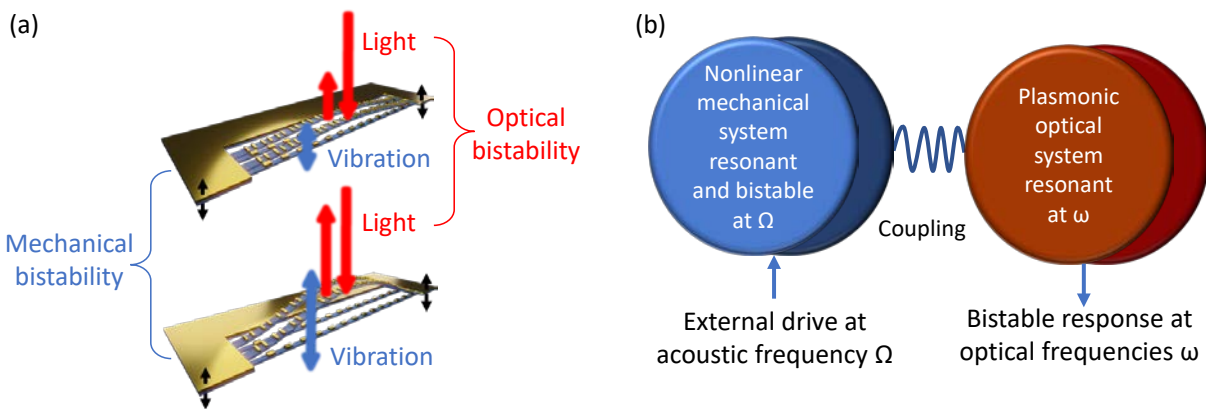 (a)
Light
Vibration
Optical
bistability
Light
Mechanical
bistability
Vibration
(b)
Nonlinear
mechanical
system
resonant
and bistable
at Ω
Coupling
Plasmonic
optical
system
resonant
at ω
External drive at
acoustic frequency Ω
Bistable response at
optical frequencies ω